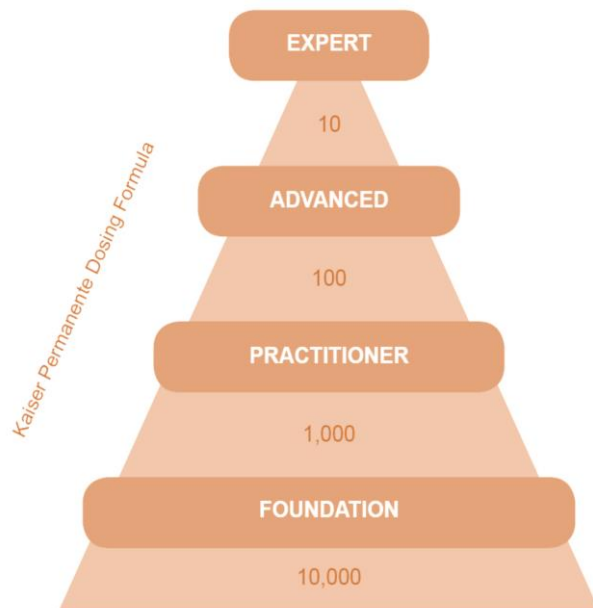 EXPERT
10
ADVANCED
100
Kaiser Permanente Dosing Formula
PRACTITIONER
1,000
FOUNDATION
10,000